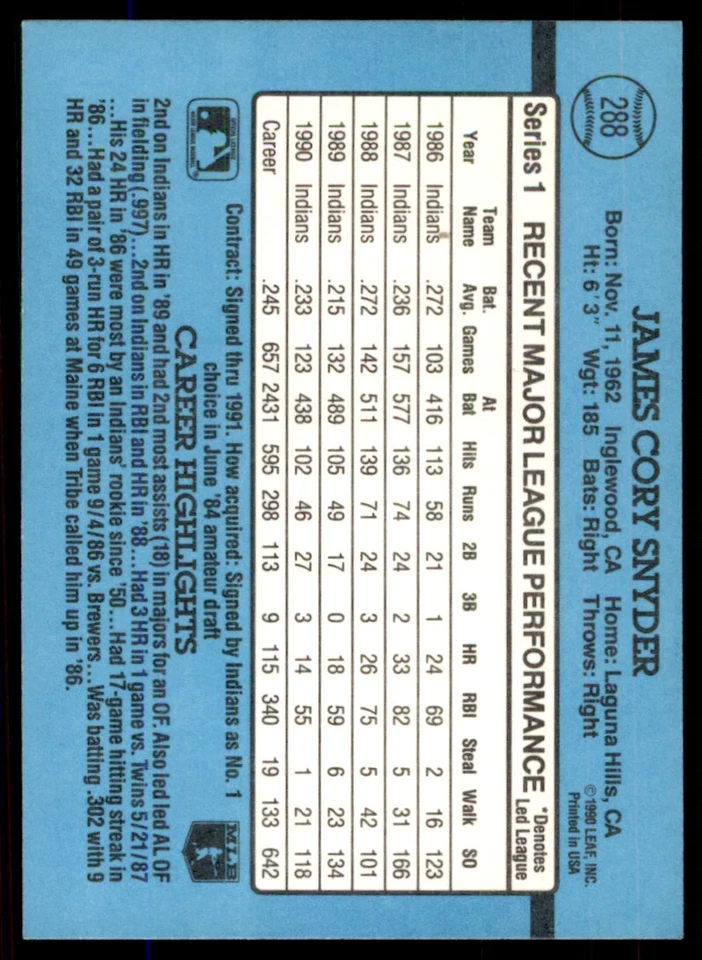 288
JAMES CORY SNYDER
Born: Nov. 11, 1962 Inglewood, CA Home: Laguna Hills, CA
Ht: 6'3" Wgt: 185 Bats: Right Throws: Right
©1990 LEAF, INC.
Printed in USA
Series 1 RECENT MAJOR LEAGUE PERFORMANCE *Denotes Led League
Year Team Name Bat. Avg. Games At Bat Hits Runs 2B 3B HR RBI Steal Walk SO
1986 Indians .272 103 416 113 58 21 1 24 69 2 16 123
1987 Indians .236 157 577 136 74 24 2 33 82 5 31 166
1988 Indians .272 142 511 139 71 24 3 26 75 5 42 101
1989 Indians .215 132 489 105 49 17 0 18 59 6 23 134
1990 Indians .233 123 438 102 46 27 3 14 55 1 21 118
Career .245 657 2431 595 298 113 9 115 340 19 133 642
Contract: Signed thru 1991. How acquired: Signed by Indians as No. 1
choice in June '84 amateur draft
CAREER HIGHLIGHTS
2nd on Indians in HR in '89 and had 2nd most assists (18) in majors for an OF. Also led led AL OF
in fielding (.997)...2nd on Indians in RBI and HR in '88...Had 3 HR in 1 game vs. Twins 5/21/87
...His 24 HR in '86 were most by an Indians' rookie since '50...Had 17-game hitting streak in
'86...Had a pair of 3-run HR for 6 RBI in 1 game 9/4/86 vs. Brewers...Was batting .302 with 9
HR and 32 RBI in 49 games at Maine when Tribe called him up in '86.
MLB